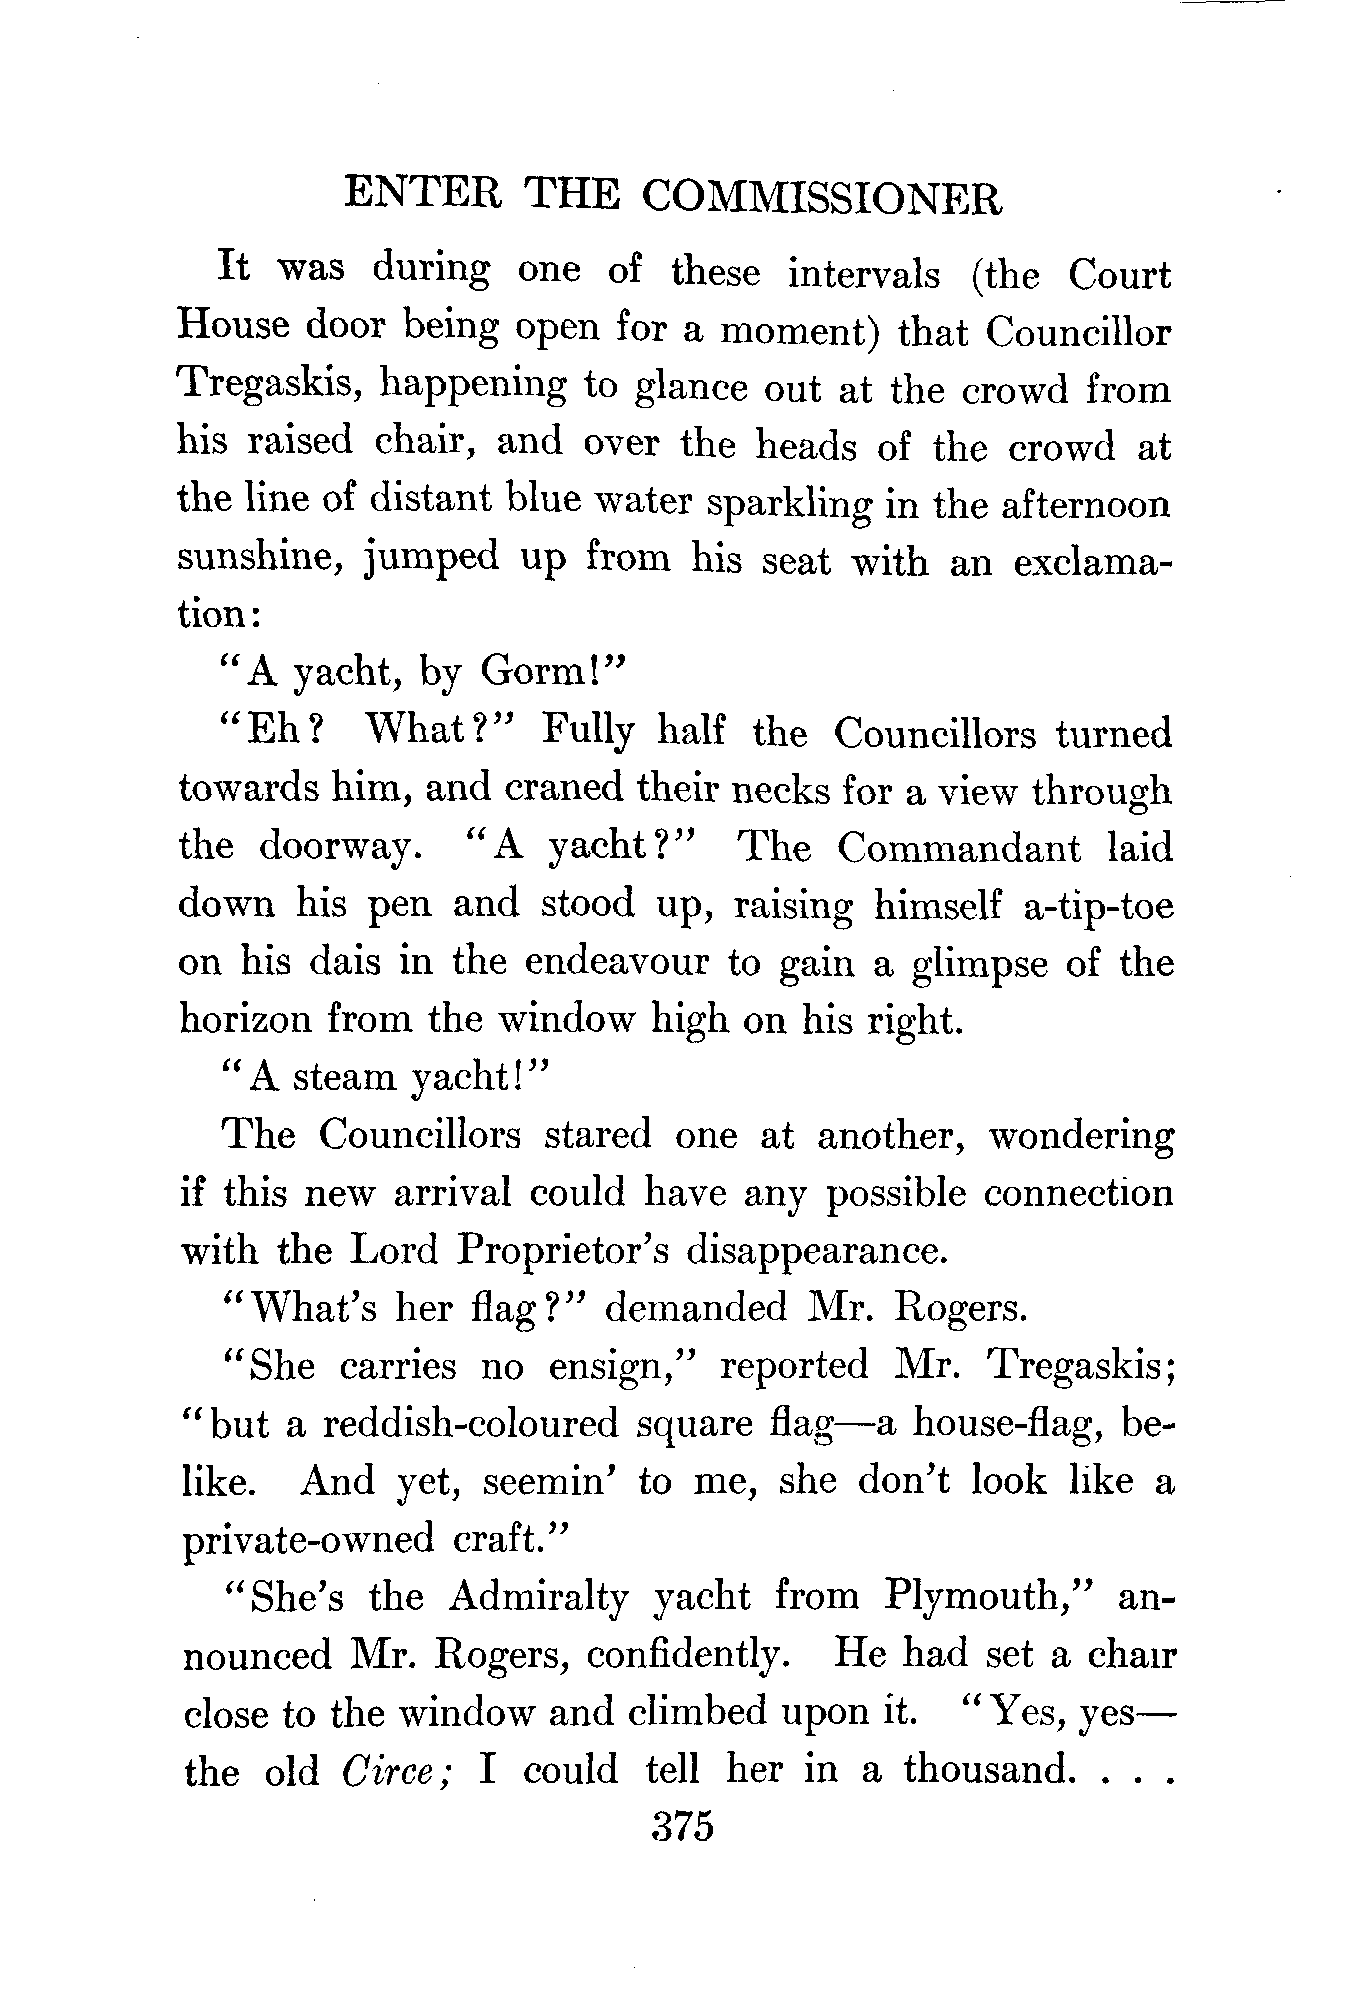 ENTER THE COMMISSIONER
It was during one of these intervals (the Court
House door being open for a moment) that Councillor
Tregaskis, happening to glance out at the crowd from
his raised chair, and over the heads of the crowd at
the line of distant blue water sparkling in the afternoon
sunshine, jumped up from his seat with an exclama-
tion:
"A yacht, by Gorm!"
"Eh? What?" Fully half the Councillors turned
towards him, and craned their necks for a view through
the doorway. "A yacht?" The Commandant laid
down his pen and stood up, raising himself a-tip-toe
on his dais in the endeavour to gain a glimpse of the
horizon from the window high on his right.
"A steam yacht!"
The Councillors stared one at another, wondering
if this new arrival could have any possible connection
with the Lord Proprietor's disappearance.
"What's her flag?" demanded Mr. Rogers.
"She carries no ensign," reported Mr. Tregaskis;
"but a reddish-coloured square flag—a house-flag, be-
like. And yet, seemin' to me, she don't look like a
private-owned craft."
"She's the Admiralty yacht from Plymouth," an-
nounced Mr. Rogers, confidently. He had set a chair
close to the window and climbed upon it. "Yes, yes—
the old Circe; I could tell her in a thousand. . . .
375